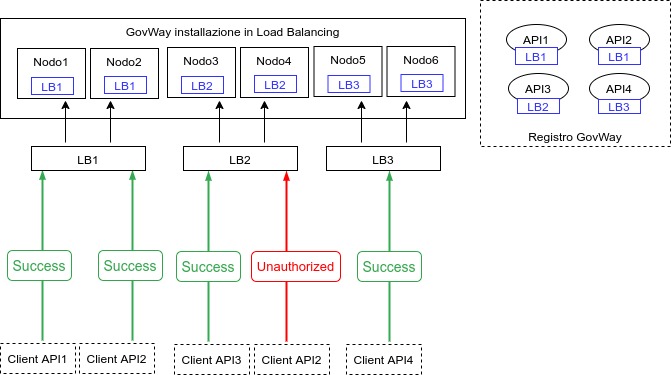 GovWay installazione in Load Balancing
Nodo1
LB1
Nodo2
LB1
Nodo3
LB2
Nodo4
LB2
Nodo5
LB3
Nodo6
LB3
API1
LB1
API2
LB1
API3
LB2
API4
LB3
Registro GovWay
LB1
LB2
LB3
Success
Success
Success
Unauthorized
Success
Client API1
Client API2
Client API3
Client API2
Client API4